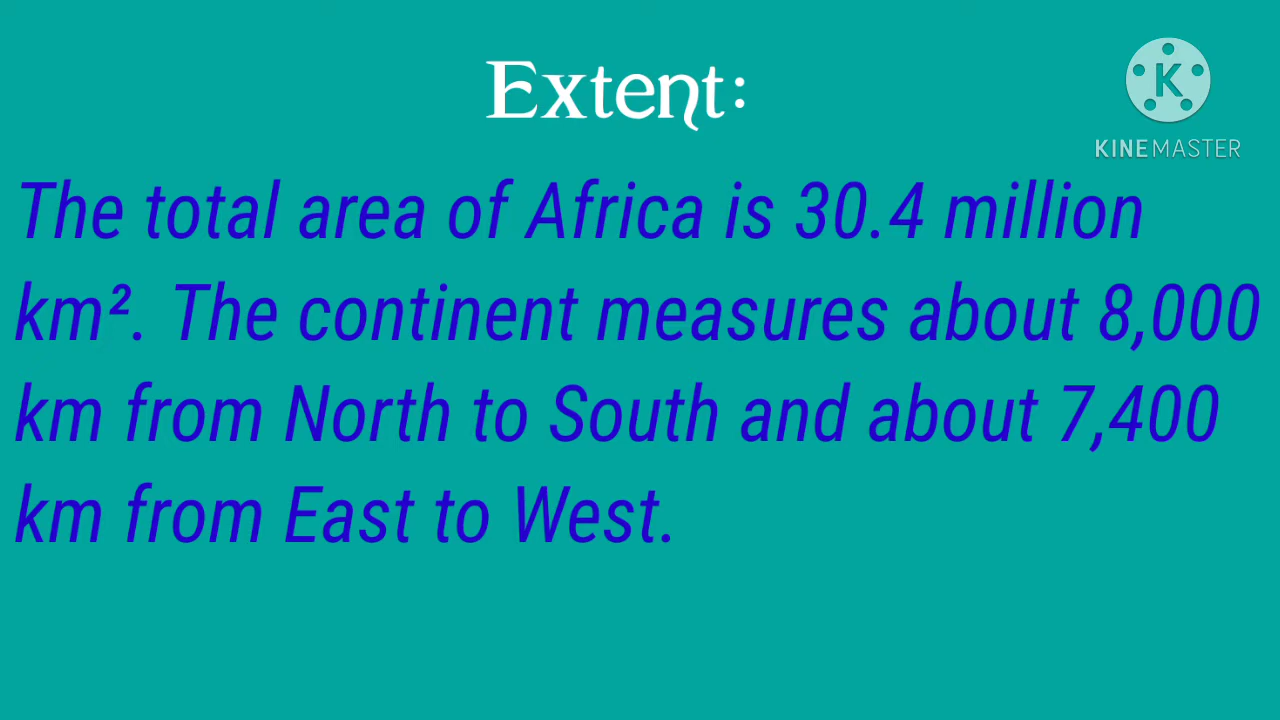 Extent:
K
KINEMASTER
The total area of Africa is 30.4 million
km². The continent measures about 8,000
km from North to South and about 7,400
km from East to West.